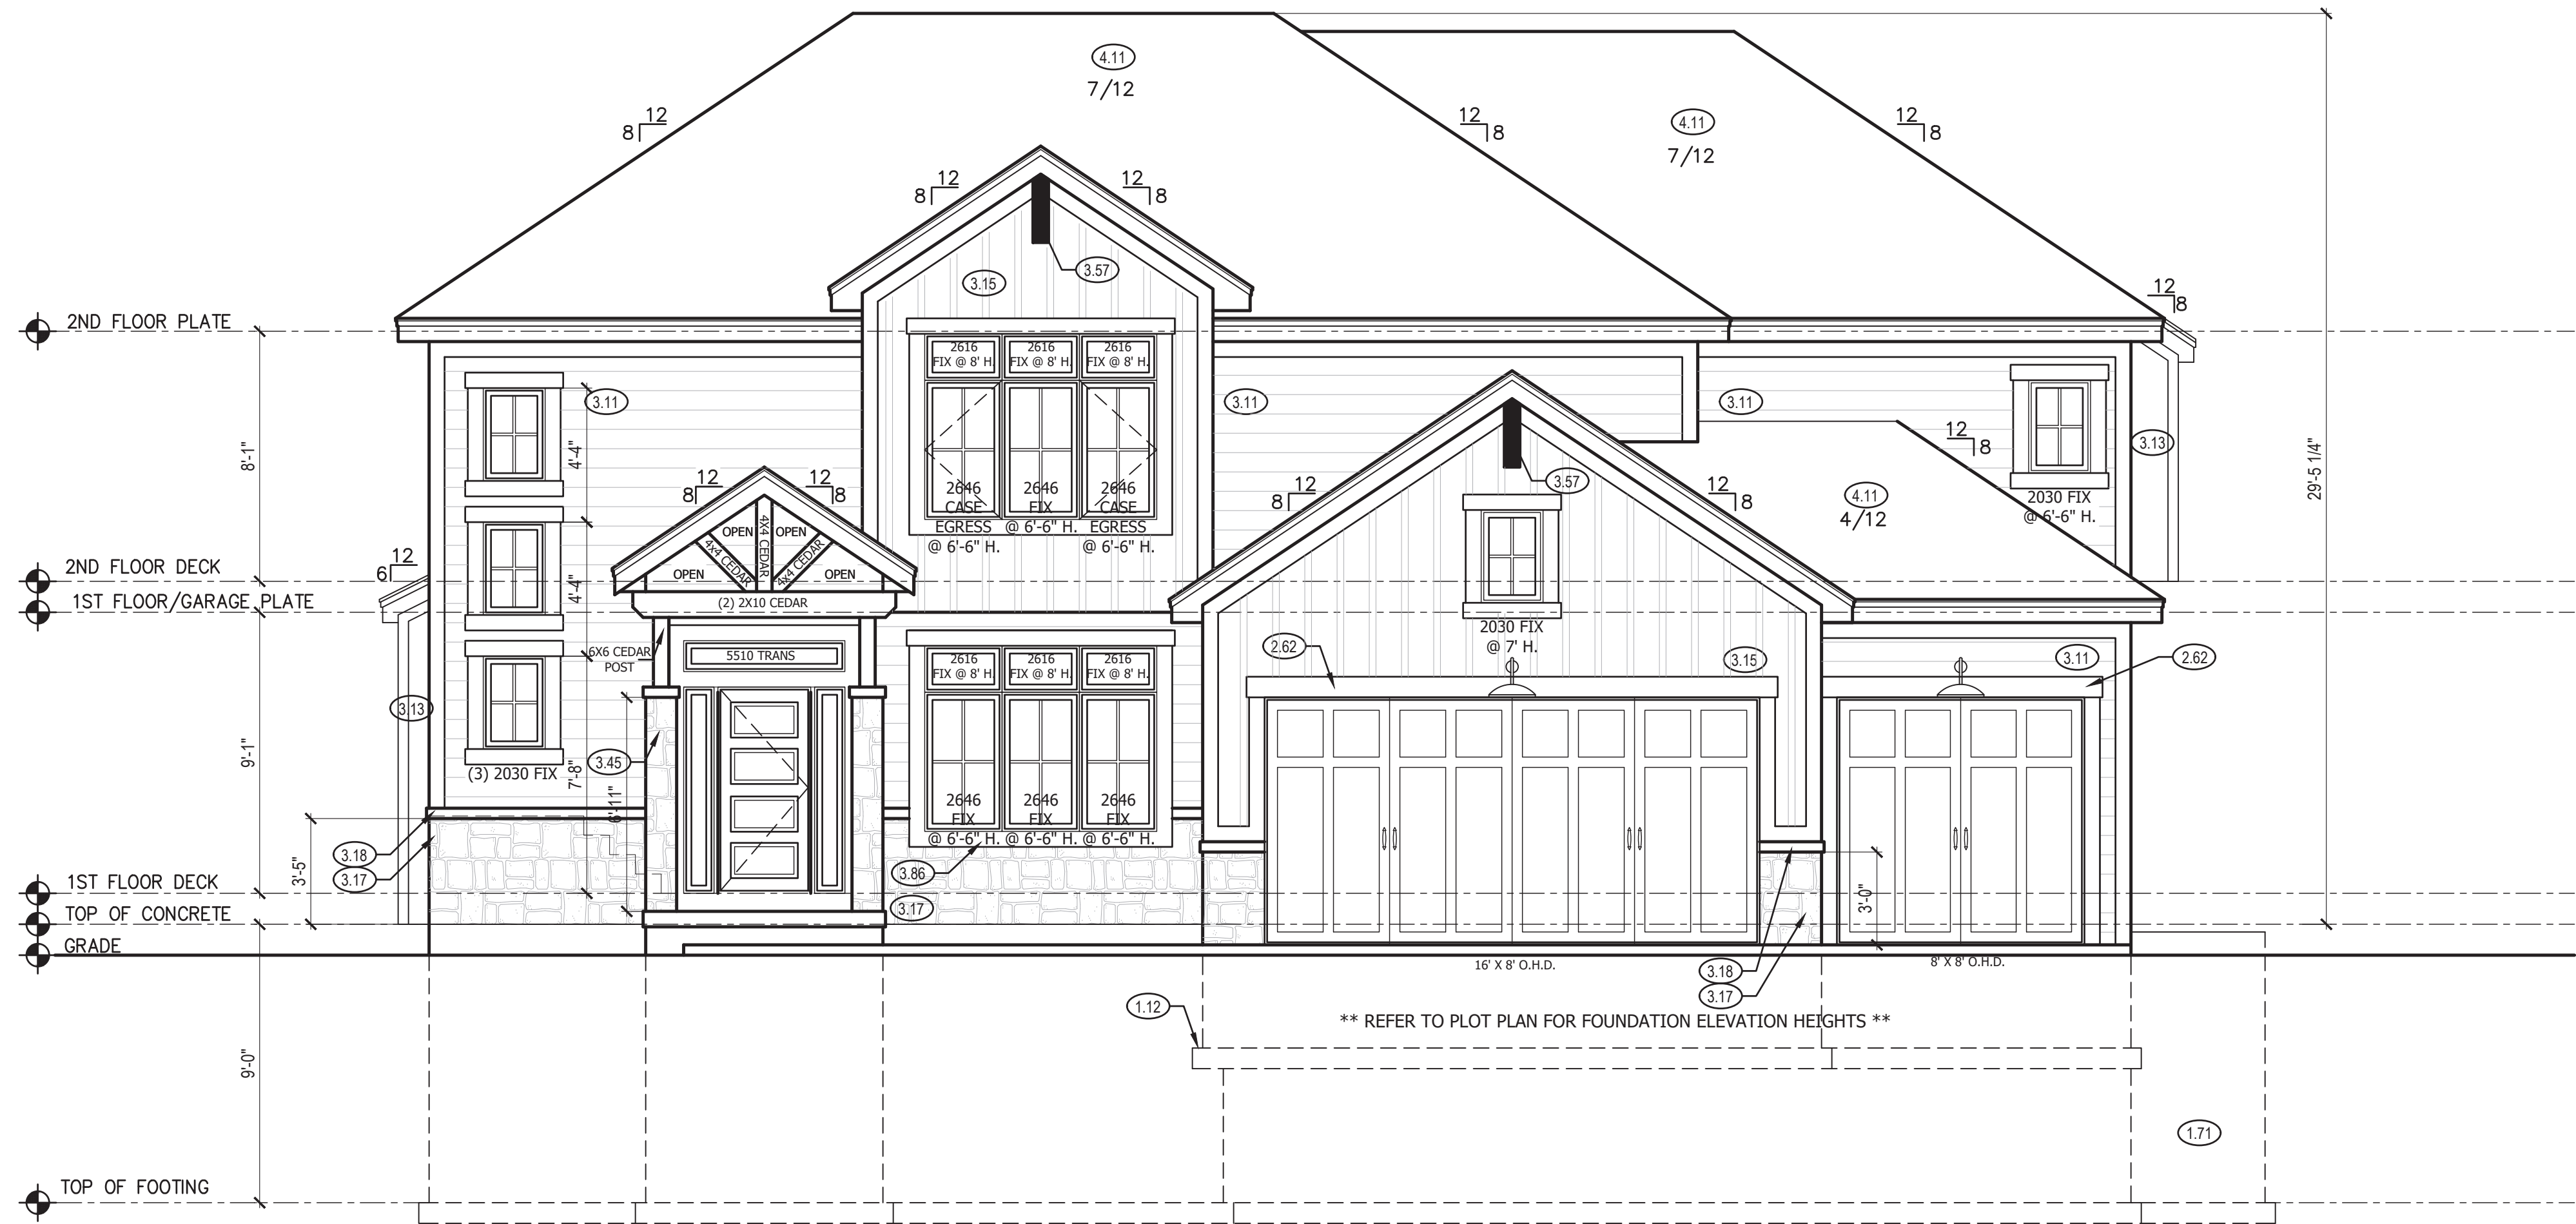 4.11
7/12
12
8
12
8
4.11
7/12
12
8
12
8
12
8
3.57
3.15
12
8
2ND FLOOR PLATE
2616
FIX @ 8' H.
2616
FIX @ 8' H.
2616
FIX @ 8' H.
3.11
3.11
3.11
8'-1"
4'-4"
29'-5 1/4"
3.13
12
8
2646
CASE
EGRESS
@ 6'-6" H.
2646
FIX
@ 6'-6" H.
2646
CASE
EGRESS
@ 6'-6" H.
12
8
12
8
12
8
12
8
3.57
4.11
4/12
2030 FIX
@ 6'-6" H.
OPEN
4X4 CEDAR
OPEN
4x4 CEDAR
4x4 CEDAR
OPEN
OPEN
12
6
2ND FLOOR DECK
4'-4"
1ST FLOOR/GARAGE PLATE
(2) 2X10 CEDAR
2030 FIX
@ 7' H.
2.62
3.15
3.11
2.62
6X6 CEDAR
POST
5510 TRANS
2616
FIX @ 8' H.
2616
FIX @ 8' H.
2616
FIX @ 8' H.
3.13
9'-1"
(3) 2030 FIX
7'-8"
3.45
6'-11"
2646
FIX
@ 6'-6" H.
2646
FIX
@ 6'-6" H.
2646
FIX
@ 6'-6" H.
3.18
3.17
3'-5"
3.86
3.17
3'-0"
1ST FLOOR DECK
TOP OF CONCRETE
GRADE
16' X 8' O.H.D.
8' X 8' O.H.D.
3.18
3.17
1.12
** REFER TO PLOT PLAN FOR FOUNDATION ELEVATION HEIGHTS **
9'-0"
1.71
TOP OF FOOTING